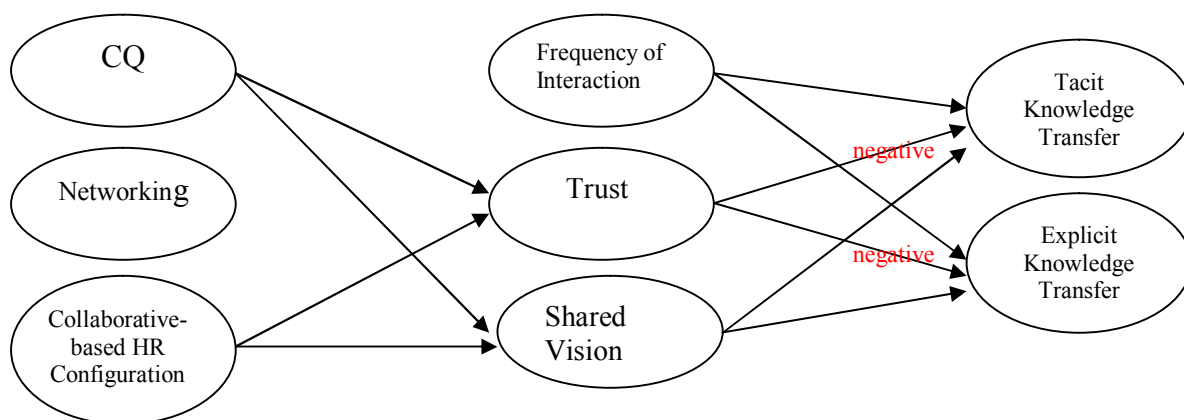 CQ
Networking
Collaborative-
based HR
Configuration
Frequency of
Interaction
Trust
Shared
Vision
negative
negative
Tacit
Knowledge
Transfer
Explicit
Knowledge
Transfer